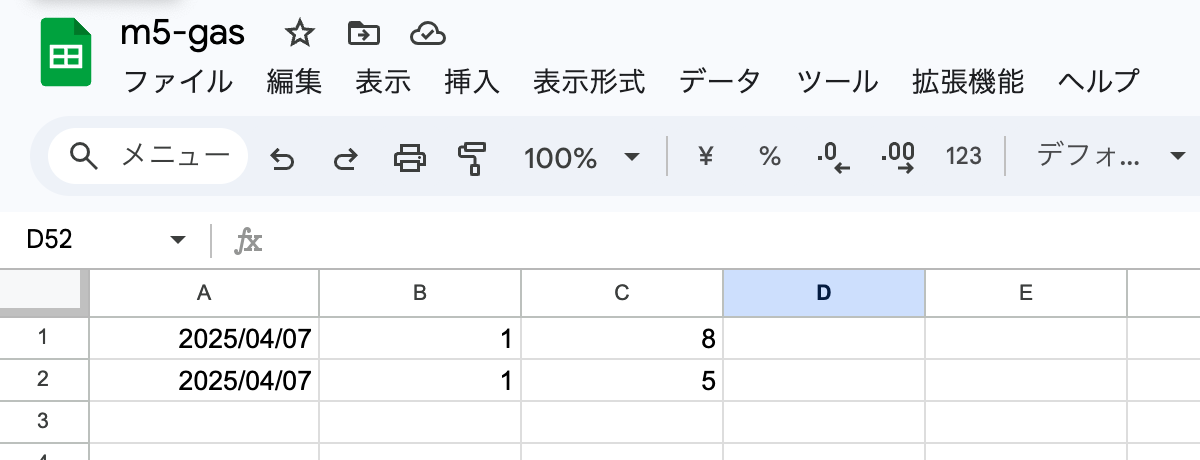 m5-gas
ファイル 編集 表示 挿入 表示形式 データ ツール 拡張機能 ヘルプ
メニュー 100% ¥ % .0 .00 123 デフォ...
D52 fx
A B C D E
1 2025/04/07 1 8
2 2025/04/07 1 5
3